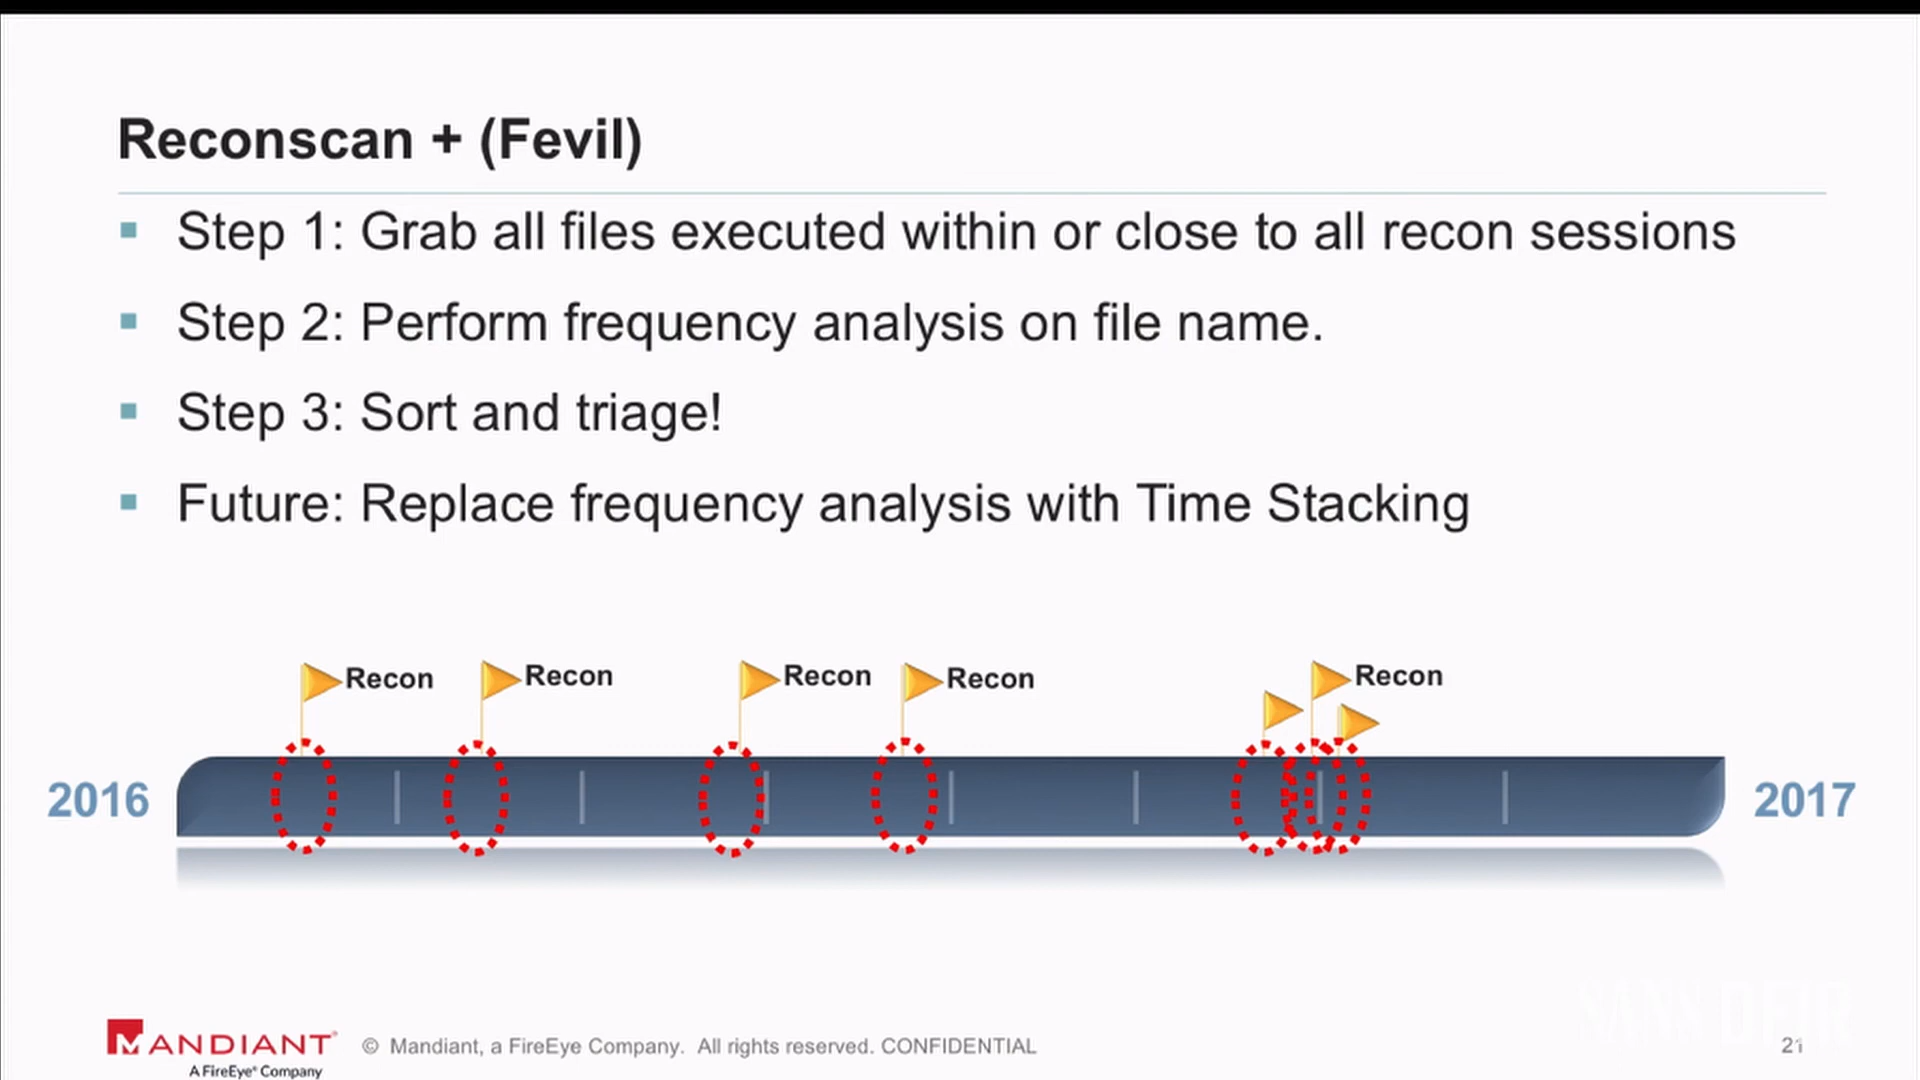 Reconscan + (Fevil)
Step 1: Grab all files executed within or close to all recon sessions
Step 2: Perform frequency analysis on file name.
Step 3: Sort and triage!
Future: Replace frequency analysis with Time Stacking
Recon
Recon
Recon
Recon
Recon
2016
2017
MANDIANT
A FireEye® Company
© Mandiant, a FireEye Company. All rights reserved. CONFIDENTIAL
21
SANS DFIR